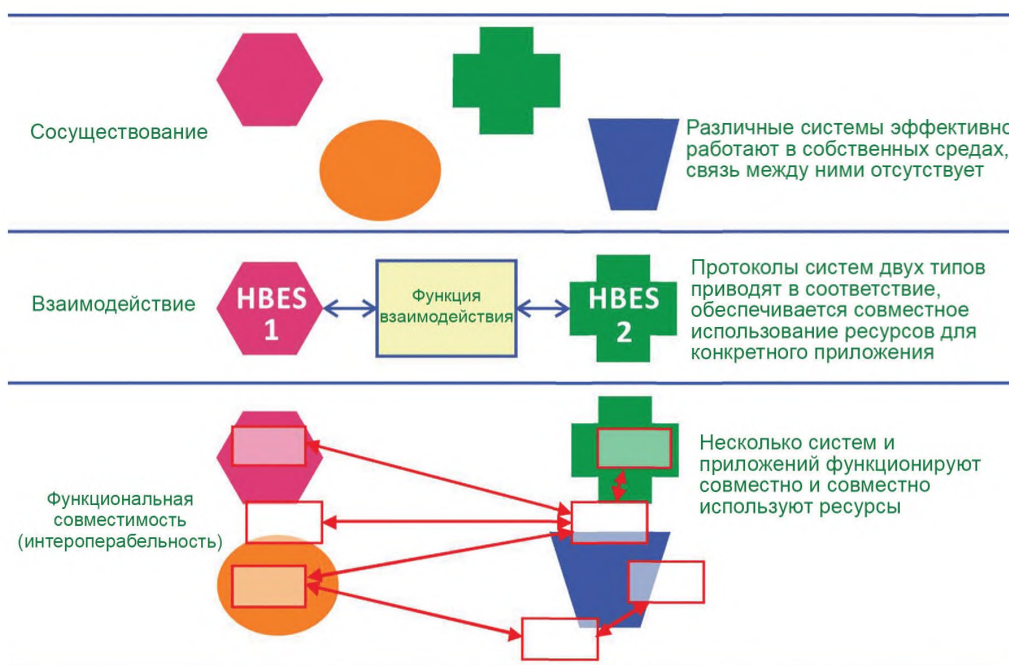 Сосуществование
Различные системы эффективно
работают в собственных средах,
связь между ними отсутствует
Взаимодействие
HBES
1
Функция
взаимодействия
HBES
2
Протоколы систем двух типов
приводят в соответствие,
обеспечивается совместное
использование ресурсов для
конкретного приложения
Функциональная
совместимость
(интероперабельность)
Несколько систем и
приложений функционируют
совместно и совместно
используют ресурсы